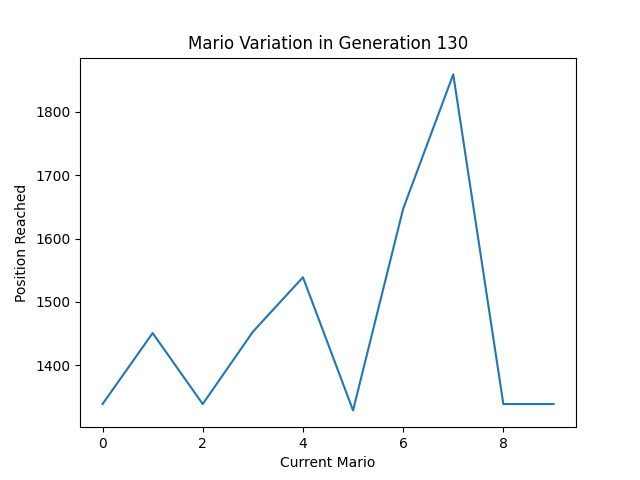 Mario Variation in Generation 130
Position Reached
1800
1700
1600
1500
1400
0 2 4 6 8
Current Mario